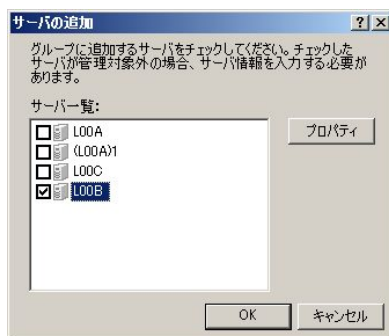 サーバの追加
グループに追加するサーバをチェックしてください。チェックした
サーバが管理対象外の場合、サーバ情報を入力する必要が
あります。
サーバ一覧:
L00A
(L00A)1
L00C
L00B
プロパティ
OK
キャンセル